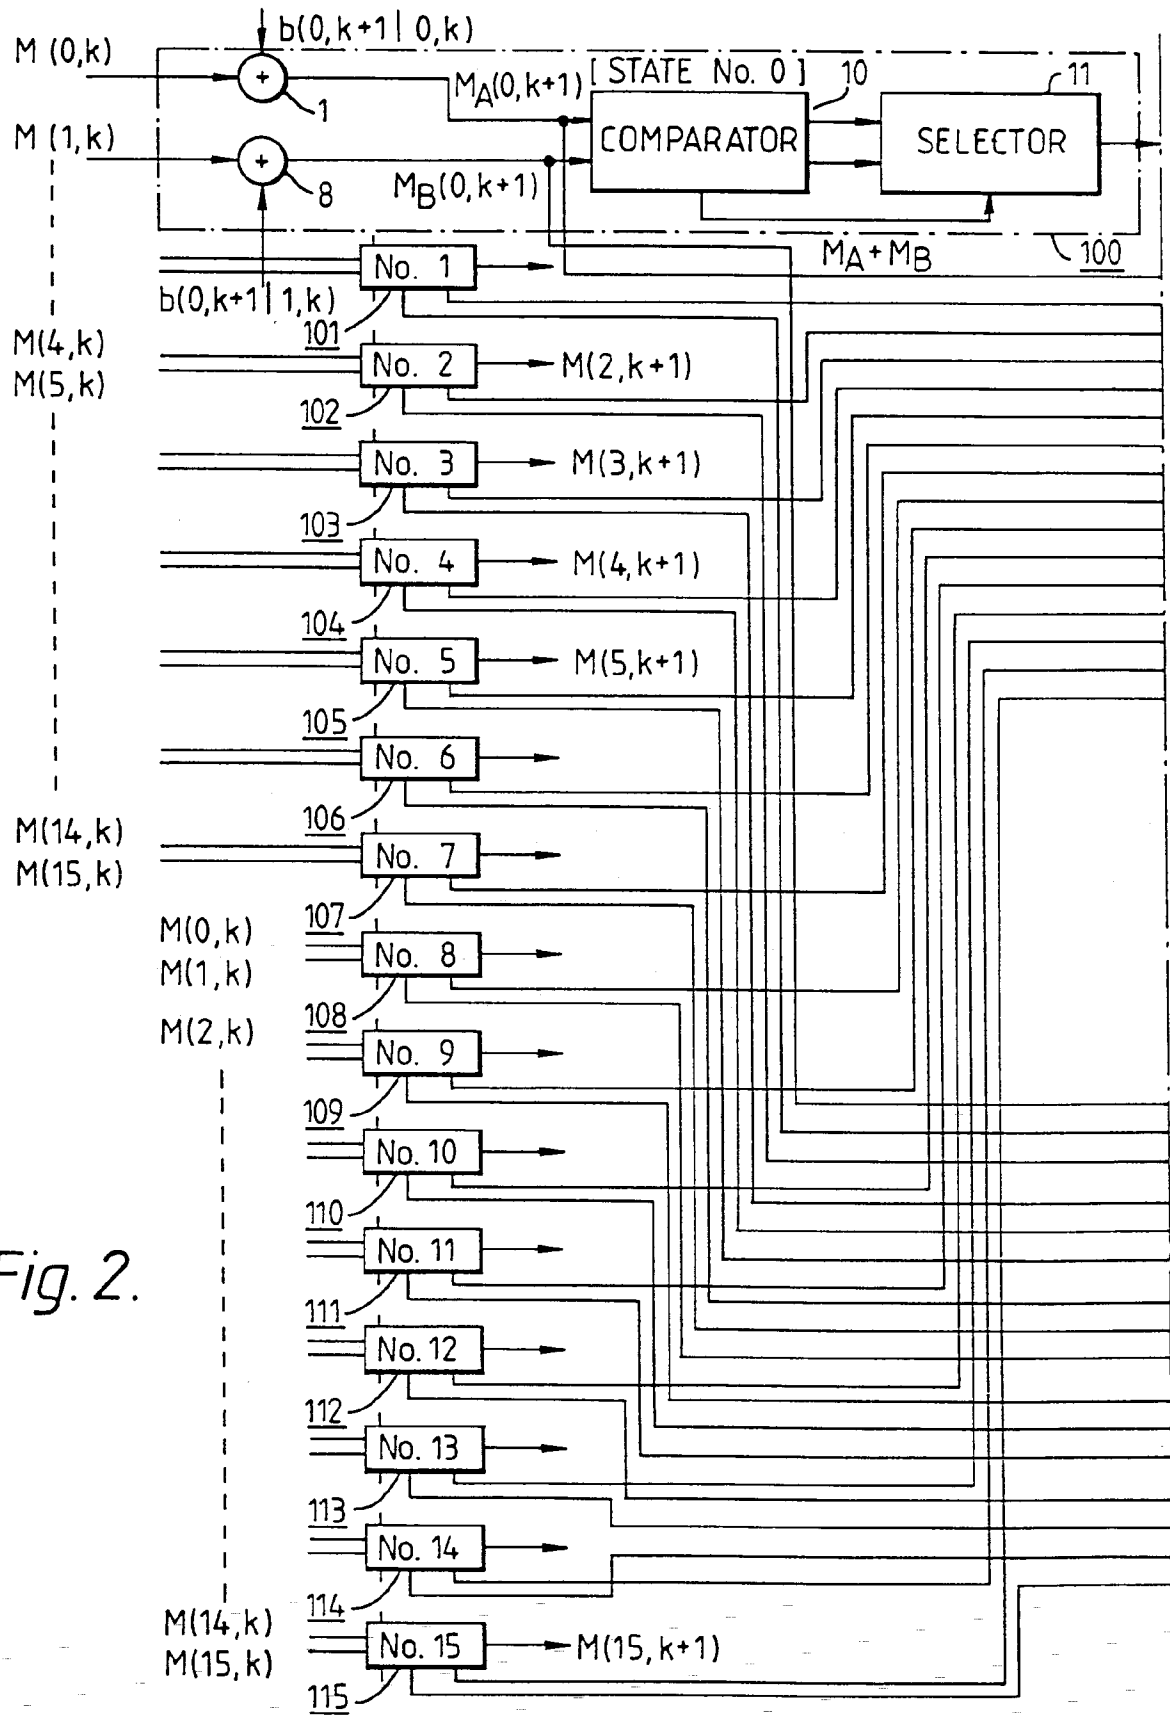 b(0,k+1|0,k)
M(0,k)
+
1
M(1,k)
+
8
MA(0,k+1)
MB(0,k+1)
[STATE No. 0]
10
COMPARATOR
11
SELECTOR
MA+MB
100
b(0,k+1|1,k)
No. 1
101
M(4,k)
M(5,k)
No. 2
M(2,k+1)
102
No. 3
M(3,k+1)
103
No. 4
M(4,k+1)
104
No. 5
M(5,k+1)
105
No. 6
106
M(14,k)
M(15,k)
No. 7
107
M(0,k)
M(1,k)
No. 8
108
M(2,k)
No. 9
109
No. 10
110
No. 11
111
Fig. 2.
No. 12
112
No. 13
113
No. 14
114
M(14,k)
M(15,k)
No. 15
M(15,k+1)
115